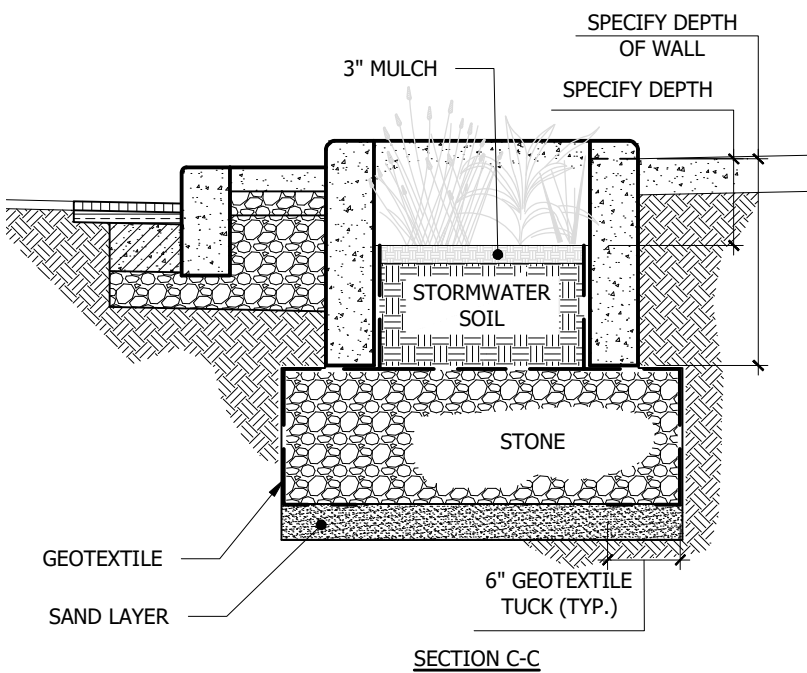 SPECIFY DEPTH
OF WALL
3" MULCH
SPECIFY DEPTH
STORMWATER
SOIL
STONE
GEOTEXTILE
6" GEOTEXTILE
TUCK (TYP.)
SAND LAYER
SECTION C-C